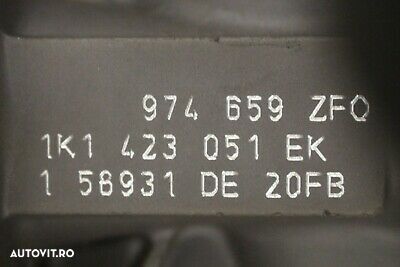 974 659 ZFO
1K1 423 051 EK
1 58931 DE 20FB
AUTOVIT.RO